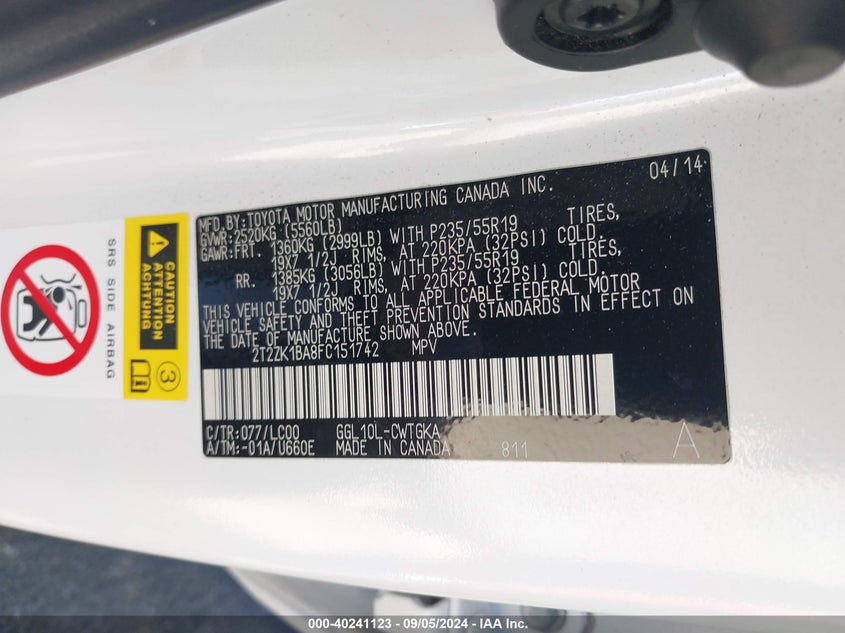 04/14
MFD.BY:TOYOTA MOTOR MANUFACTURING CANADA INC.
GVWR:2520KG (5560LB)
GAWR:FRT. 1360KG (2999LB) WITH P235/55R19 TIRES,
19X7 1/2J RIMS, AT 220KPA (32PSI) COLD.
RR. 1385KG (3056LB) WITH P235/55R19 TIRES,
19X7 1/2J RIMS, AT 220KPA (32PSI) COLD.
THIS VEHICLE CONFORMS TO ALL APPLICABLE FEDERAL MOTOR
VEHICLE SAFETY AND THEFT PREVENTION STANDARDS IN EFFECT ON
THE DATE OF MANUFACTURE SHOWN ABOVE.
2T2ZK1BA8FC151742 MPV
C/TR:077/LC00 GGL10L-CWTGKA
A/TM:-01A/U660E MADE IN CANADA 811 A
SRS SIDE AIRBAG
CAUTION
ATTENTION
ACHTUNG
3
000-40241123 - 09/05/2024 - IAA Inc.